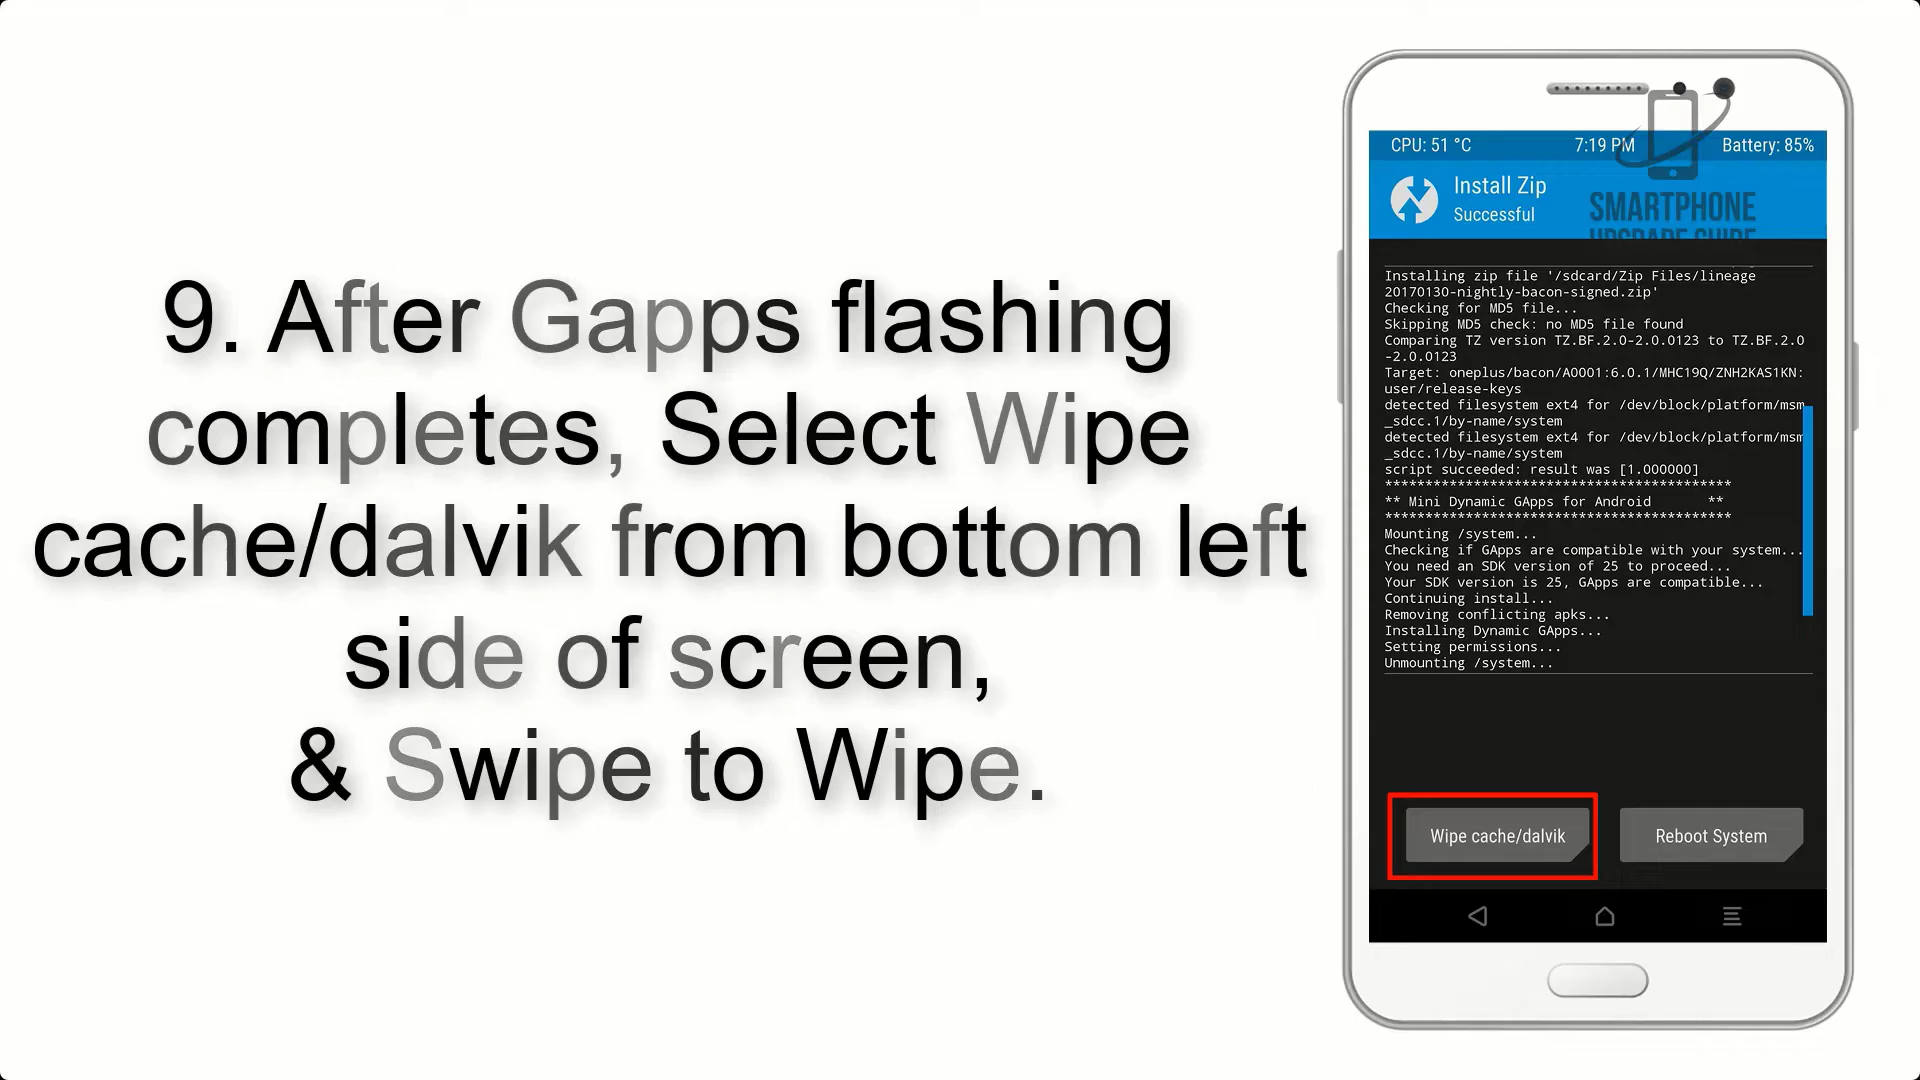 9. After Gapps flashing
completes, Select Wipe
cache/dalvik from bottom left
side of screen,
& Swipe to Wipe.
CPU: 51 °C 7:19 PM Battery: 85%
Install Zip
Successful
SMARTPHONE
UPGRADE GUIDE
Installing zip file '/sdcard/Zip Files/lineage
20170130-nightly-bacon-signed.zip'
Checking for MD5 file...
Skipping MD5 check: no MD5 file found
Comparing TZ version TZ.BF.2.0-2.0.0123 to TZ.BF.2.0
-2.0.0123
Target: oneplus/bacon/A0001:6.0.1/MHC19Q/ZNH2KAS1KN:
user/release-keys
detected filesystem ext4 for /dev/block/platform/msm
_sdcc.1/by-name/system
detected filesystem ext4 for /dev/block/platform/msm
_sdcc.1/by-name/system
script succeeded: result was [1.000000]
*******************************************
** Mini Dynamic GApps for Android **
*******************************************
Mounting /system...
Checking if GApps are compatible with your system...
You need an SDK version of 25 to proceed...
Your SDK version is 25, GApps are compatible...
Continuing install...
Removing conflicting apks...
Installing Dynamic GApps...
Setting permissions...
Unmounting /system...
Wipe cache/dalvik Reboot System